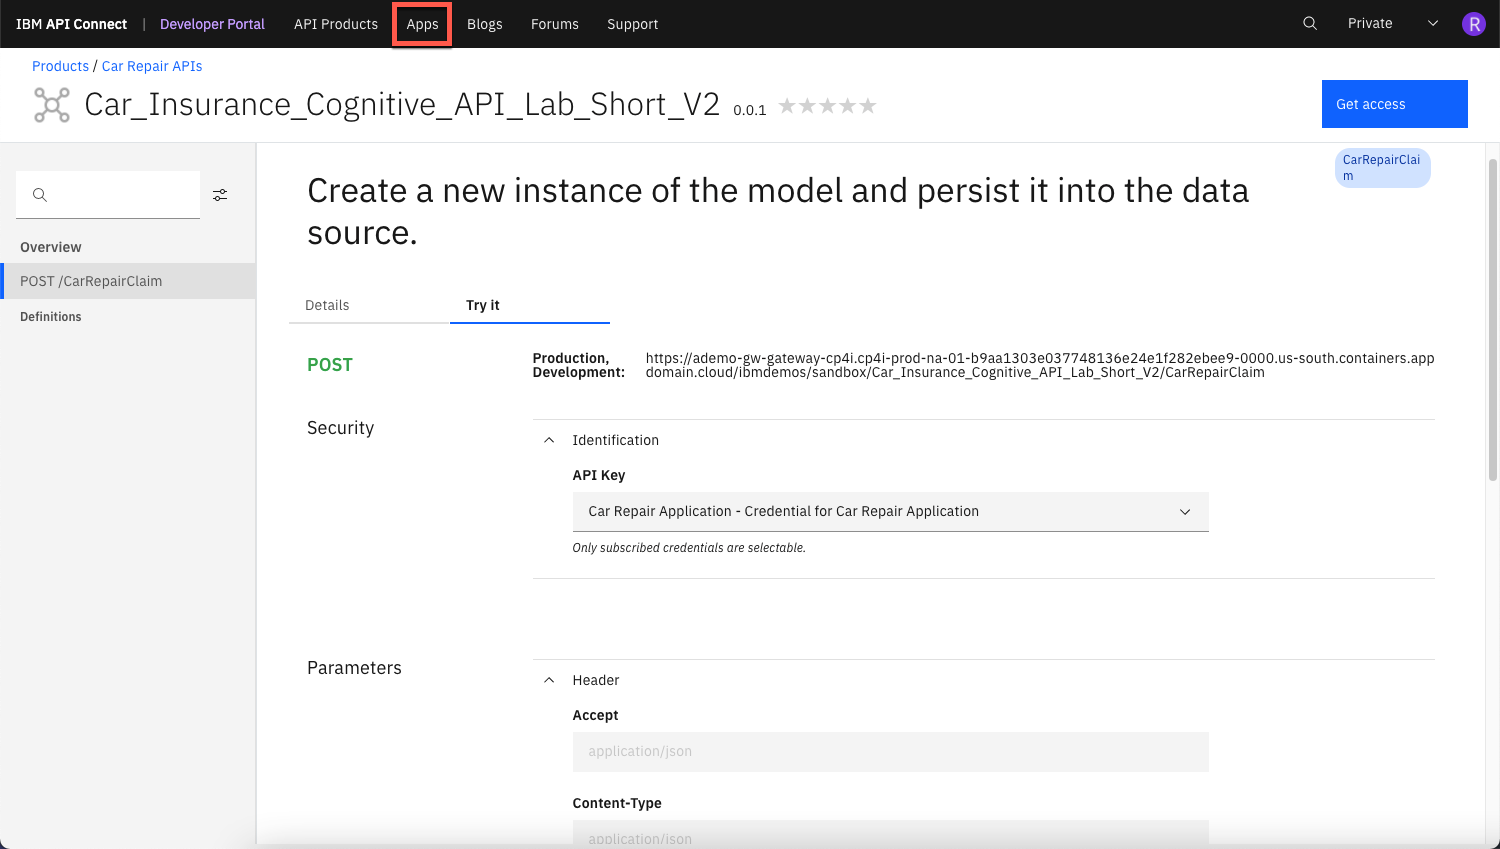 IBM API Connect | Developer Portal API Products Apps Blogs Forums Support Private R
Products / Car Repair APIs
Car_Insurance_Cognitive_API_Lab_Short_V2 0.0.1
Get access
CarRepairClai
m
Create a new instance of the model and persist it into the data
source.
Overview
POST /CarRepairClaim
Definitions
Details Try it
POST
Production,
Development:
https://ademo-gw-gateway-cp4i.cp4i-prod-na-01-b9aa1303e037748136e24e1f282ebee9-0000.us-south.containers.app
domain.cloud/ibmdemos/sandbox/Car_Insurance_Cognitive_API_Lab_Short_V2/CarRepairClaim
Security
Identification
API Key
Car Repair Application - Credential for Car Repair Application
Only subscribed credentials are selectable.
Parameters
Header
Accept
application/json
Content-Type
application/json